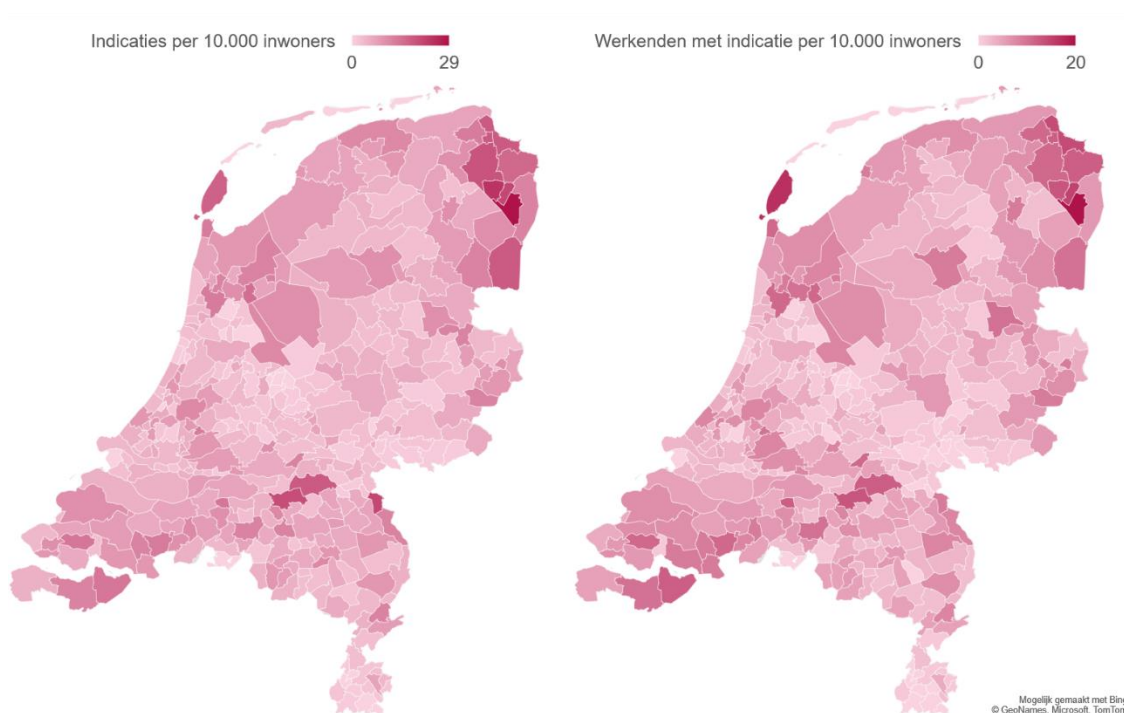 Indicaties per 10.000 inwoners
0 29
Werkenden met indicatie per 10.000 inwoners
0 20
Mogelijk gemaakt met Bing
© GeoNames, Microsoft, TomTom